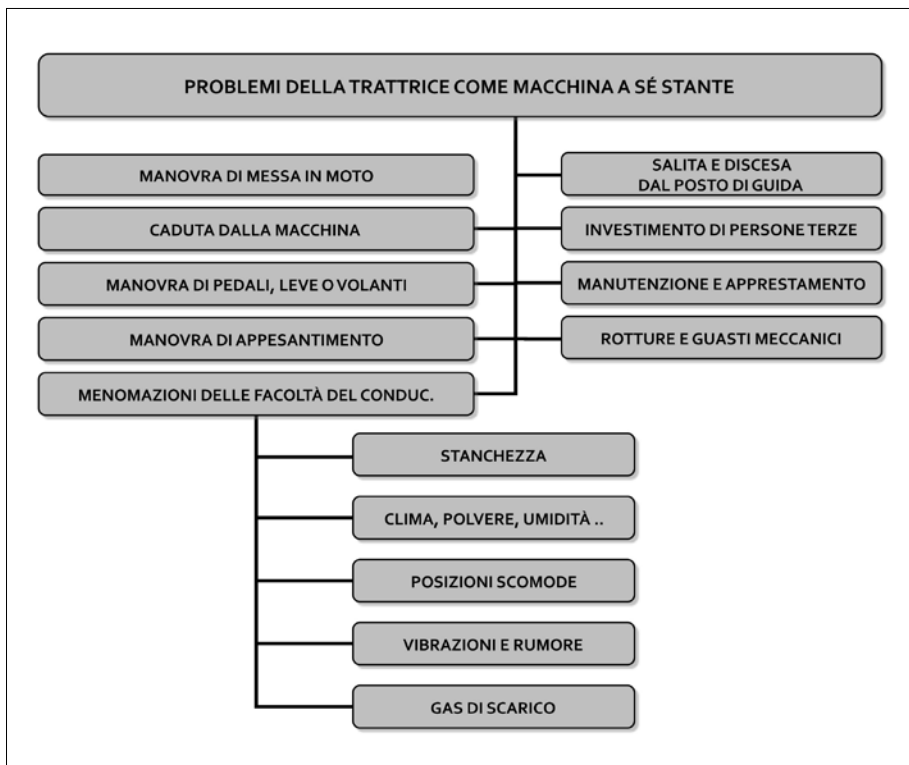 PROBLEMI DELLA TRATTRICE COME MACCHINA A SÉ STANTE
MANOVRA DI MESSA IN MOTO
CADUTA DALLA MACCHINA
MANOVRA DI PEDALI, LEVE O VOLANTI
MANOVRA DI APPESANTIMENTO
MENOMAZIONI DELLE FACOLTÀ DEL CONDUC.
SALITA E DISCESA
DAL POSTO DI GUIDA
INVESTIMENTO DI PERSONE TERZE
MANUTENZIONE E APPRESTAMENTO
ROTTURE E GUASTI MECCANICI
STANCHEZZA
CLIMA, POLVERE, UMIDITÀ ..
POSIZIONI SCOMODE
VIBRAZIONI E RUMORE
GAS DI SCARICO